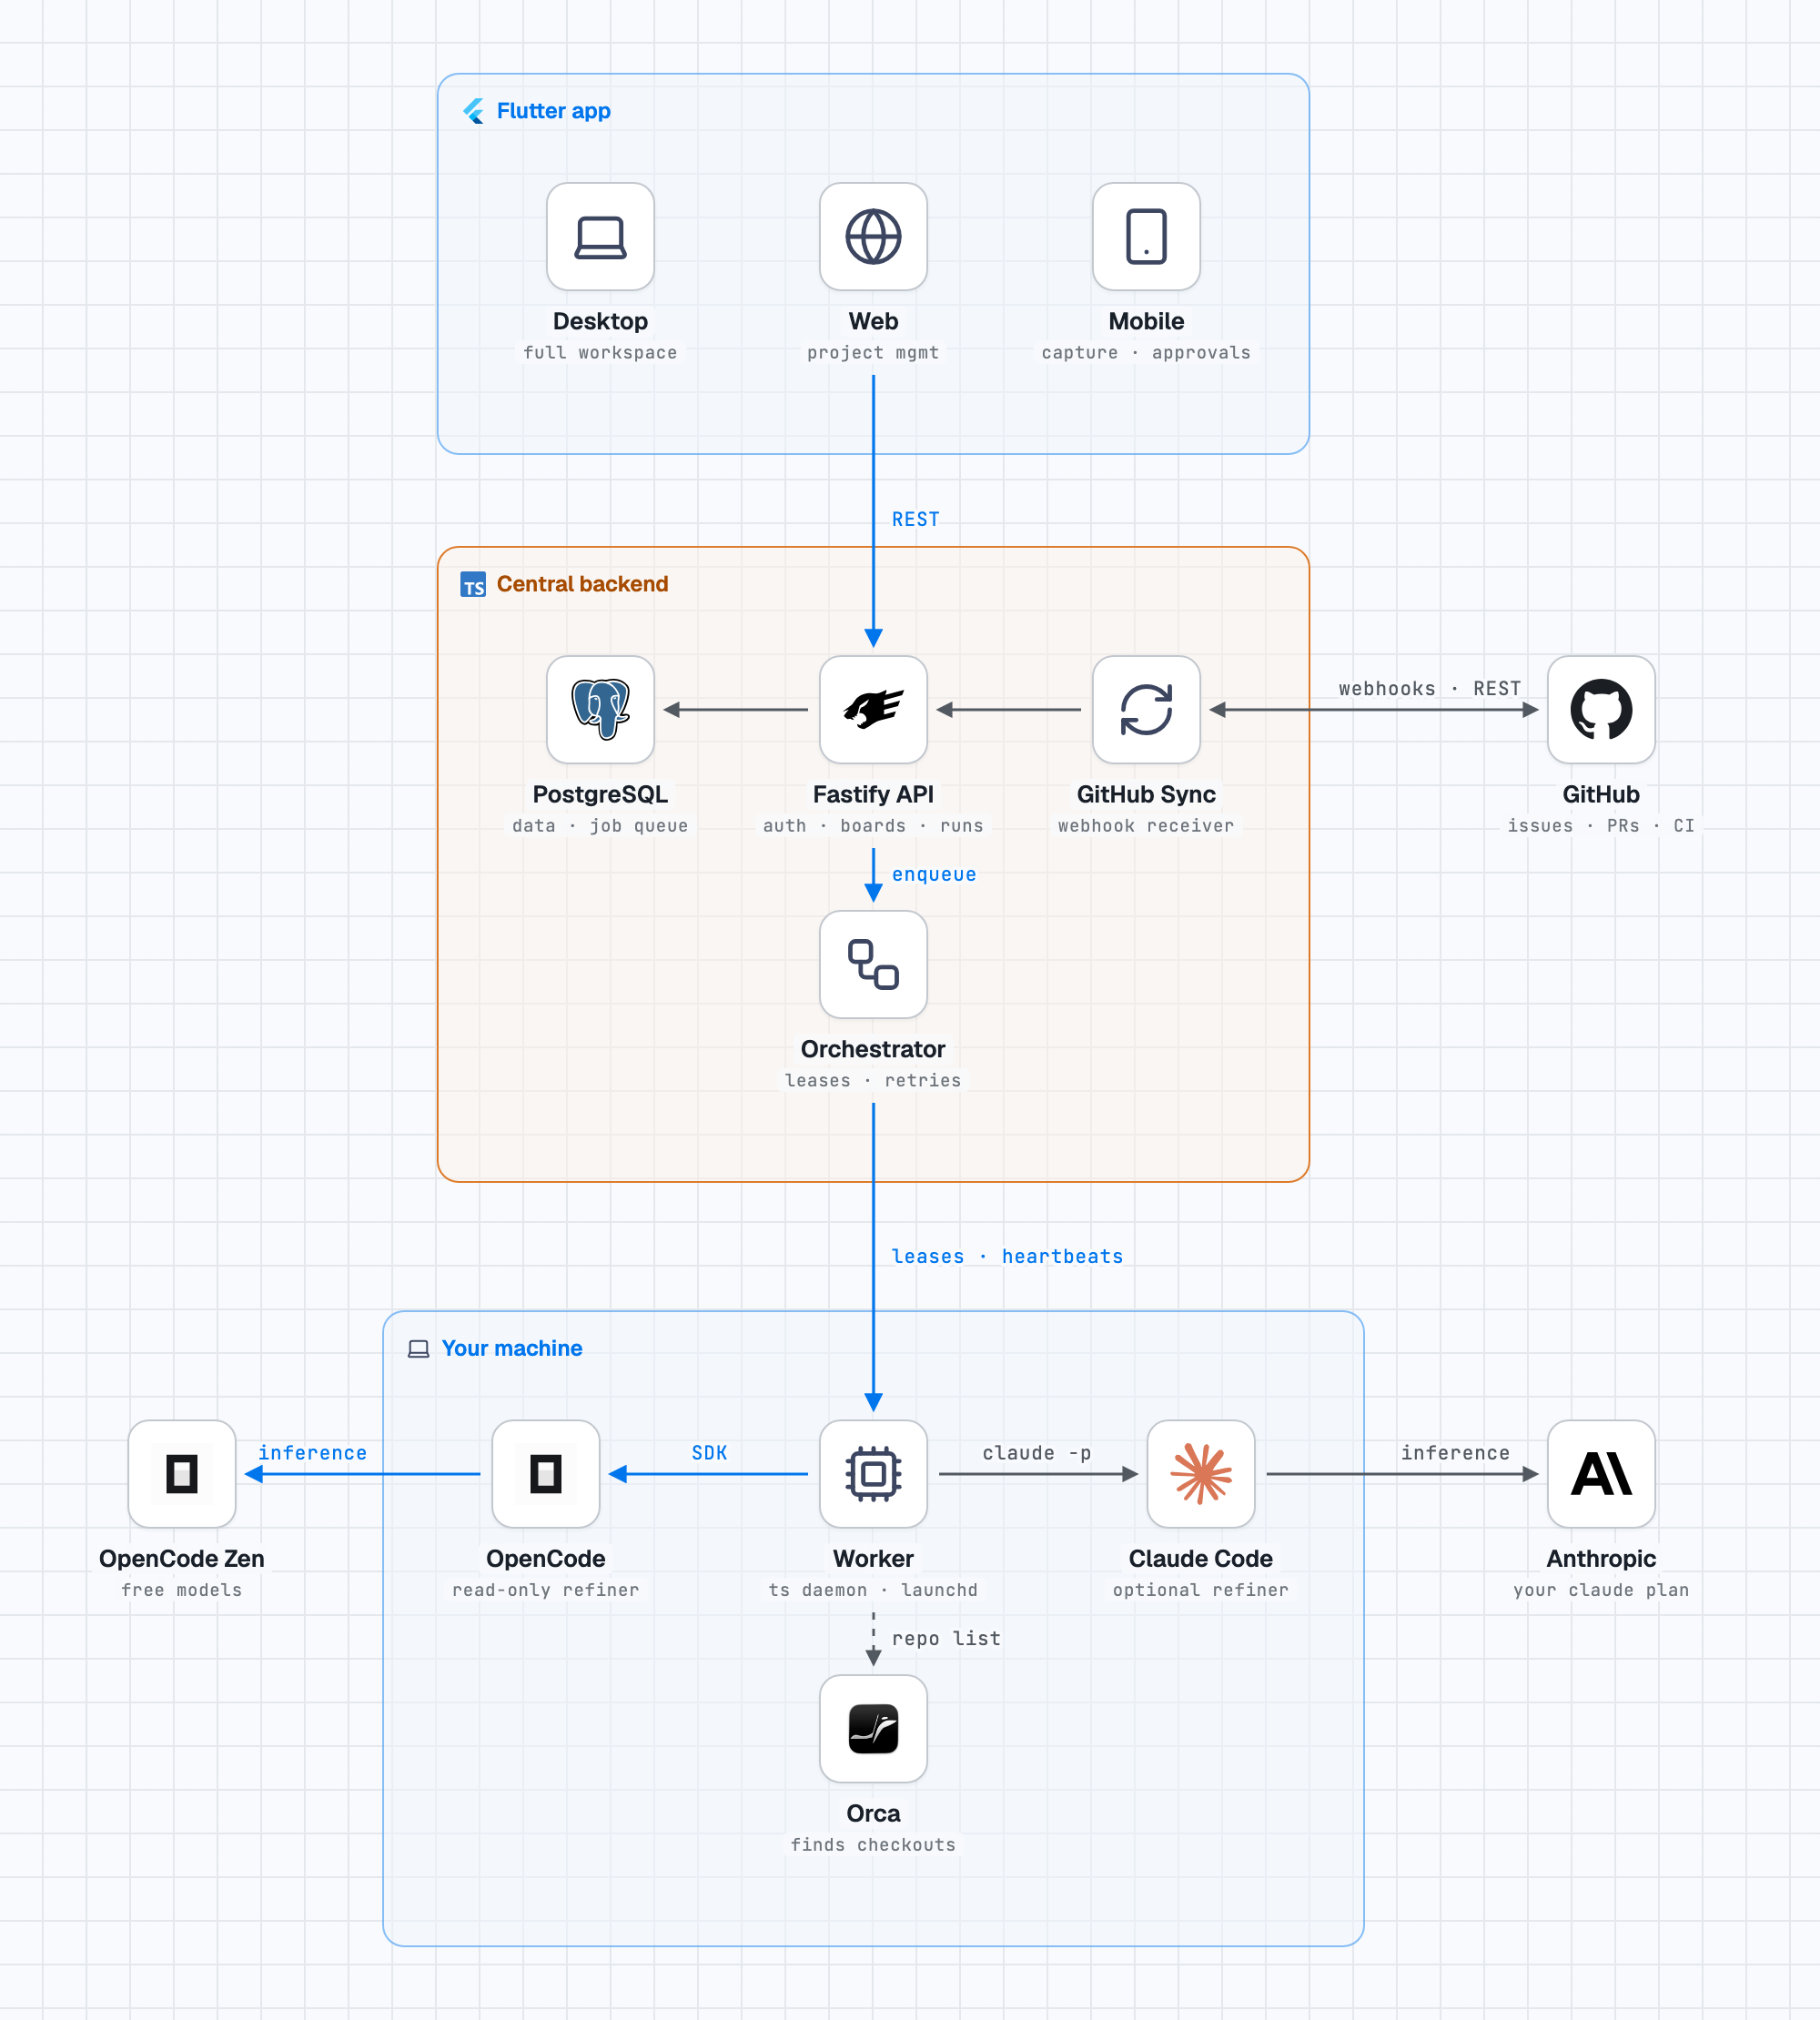 Flutter app
Desktop
full workspace
Web
project mgmt
Mobile
capture · approvals
REST
TS
Central backend
webhooks · REST
PostgreSQL
data · job queue
Fastify API
auth · boards · runs
GitHub Sync
webhook receiver
GitHub
issues · PRs · CI
enqueue
Orchestrator
leases · retries
leases · heartbeats
Your machine
inference
SDK
claude -p
inference
OpenCode Zen
free models
OpenCode
read-only refiner
Worker
ts daemon · launchd
Claude Code
optional refiner
Anthropic
your claude plan
repo list
Orca
finds checkouts